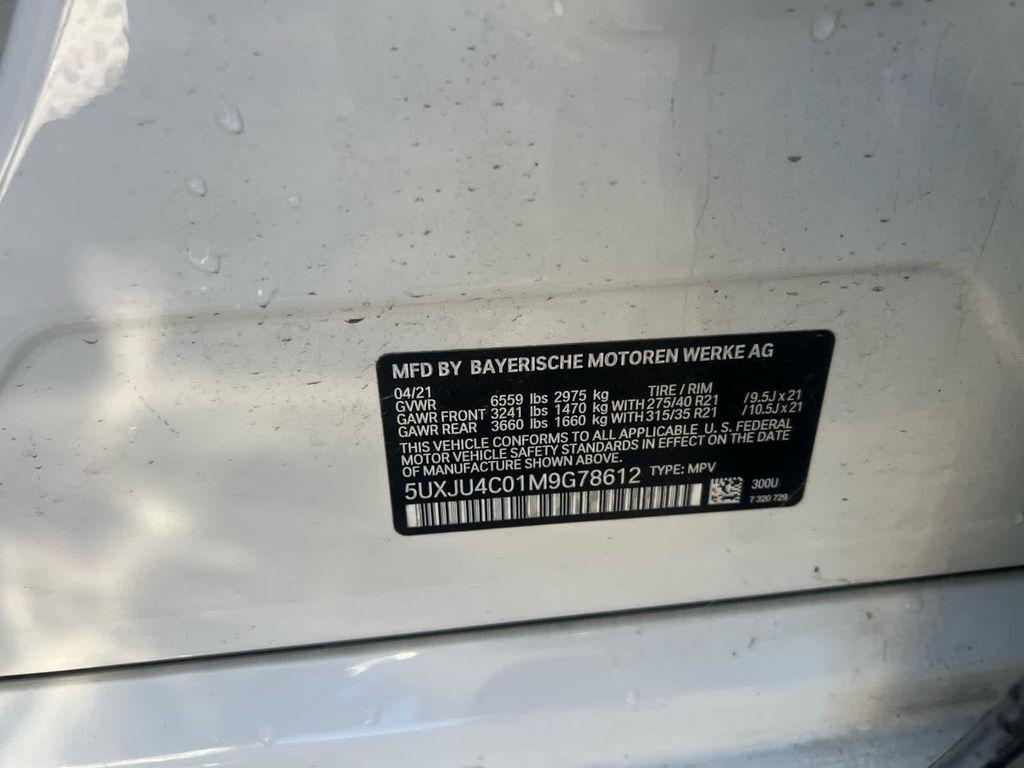 MFD BY BAYERISCHE MOTOREN WERKE AG
04/21 TIRE / RIM
GVWR 6559 lbs 2975 kg
GAWR FRONT 3241 lbs 1470 kg WITH 275/40 R21 /9.5J x 21
GAWR REAR 3660 lbs 1660 kg WITH 315/35 R21 /10.5J x 21
THIS VEHICLE CONFORMS TO ALL APPLICABLE U. S. FEDERAL
MOTOR VEHICLE SAFETY STANDARDS IN EFFECT ON THE DATE
OF MANUFACTURE SHOWN ABOVE.
5UXJU4C01M9G78612 TYPE: MPV
300U
7 320 729